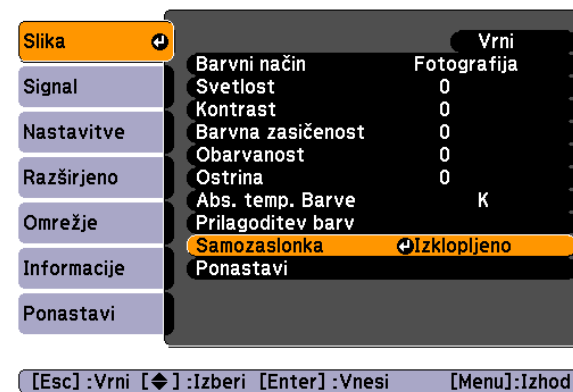 Slika
Signal
Nastavitve
Razširjeno
Omrežje
Informacije
Ponastavi
Vrni
Barvni način Fotografija
Svetlost 0
Kontrast 0
Barvna zasičenost 0
Obarvanost 0
Ostrina 0
Abs. temp. Barve K
Prilagoditev barv
Samozaslonka Izklopljeno
Ponastavi
[Esc] :Vrni [◆] :Izberi [Enter] :Vnesi [Menu]:Izhod